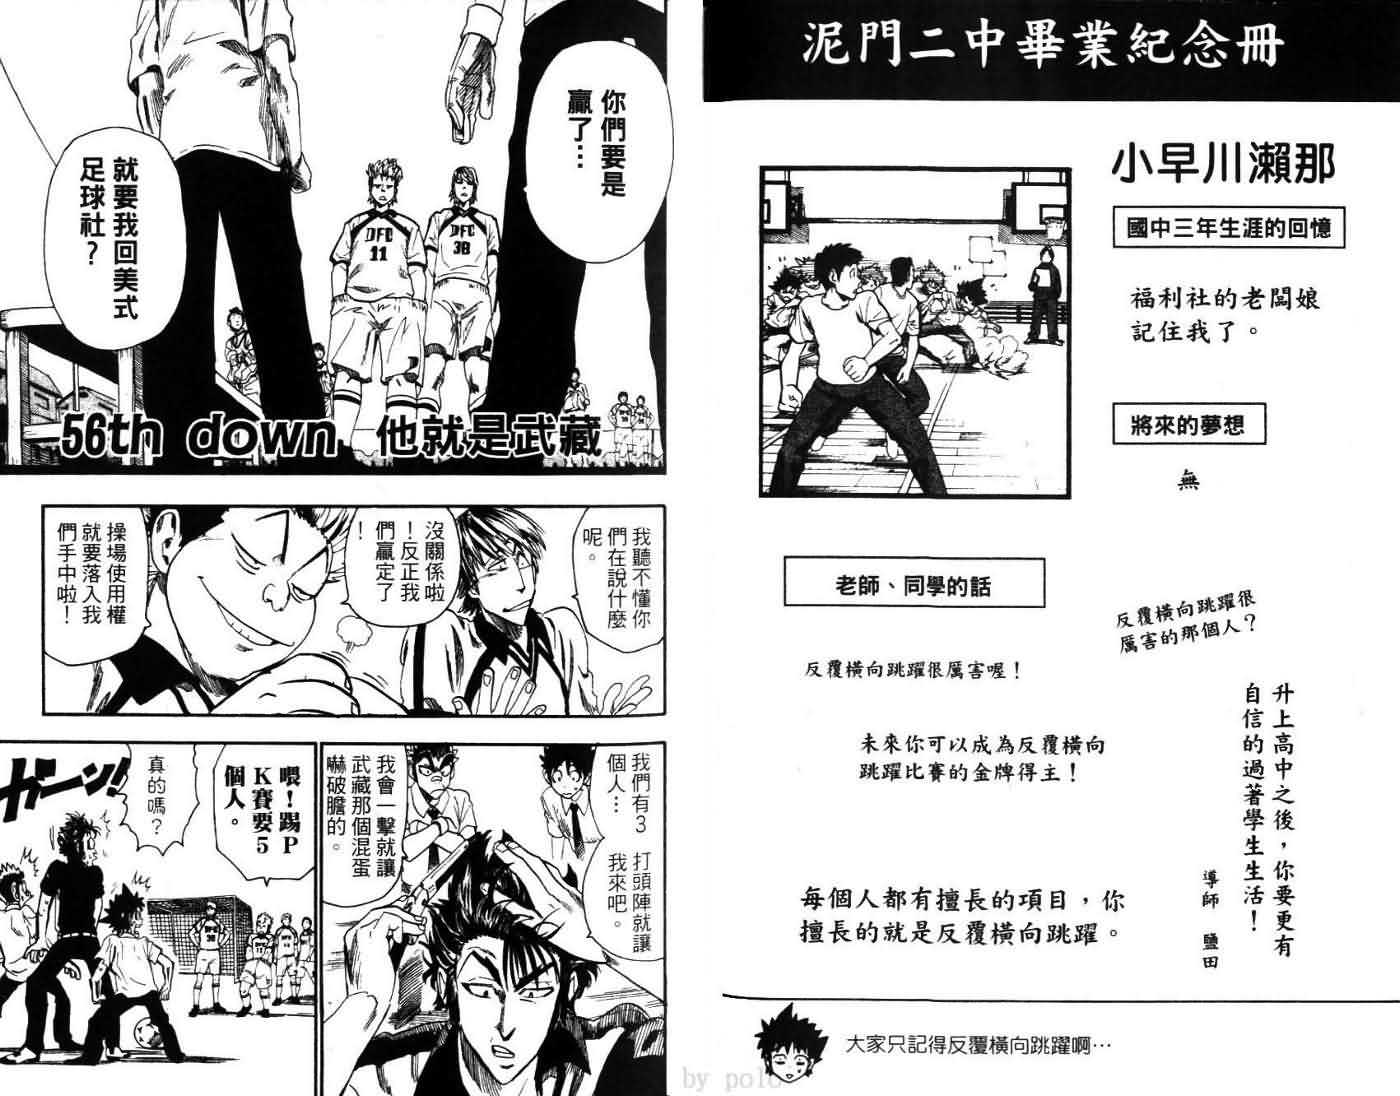 泥門二中畢業紀念冊
小早川瀨那
國中三年生涯的回憶
福利社的老闆娘
記住我了。
將來的夢想
無
老師、同學的話
反覆橫向跳躍很
厲害的那個人？
反覆橫向跳躍很厲害喔！
未來你可以成為反覆橫向
跳躍比賽的金牌得主！
升上高中之後，你要更有
自信的過著學生生活！
導師 鹽田
每個人都有擅長的項目，你
擅長的就是反覆橫向跳躍。
大家只記得反覆橫向跳躍啊…
你們要是
贏了…
就要我回美式
足球社？
DFC
11
DFC
38
56th down 他就是武藏
我聽不懂你
們在說什麼
呢。
沒關係啦
！反正我
們贏定了
！
操場使用權
就要落入我
們手中啦！
我們有3
個人…
打頭陣就讓
我來吧。
我會一擊就讓
武藏那個混蛋
嚇破膽的。
喂！踢P
K賽要5
個人。
真的嗎？
ガーン!
by polo